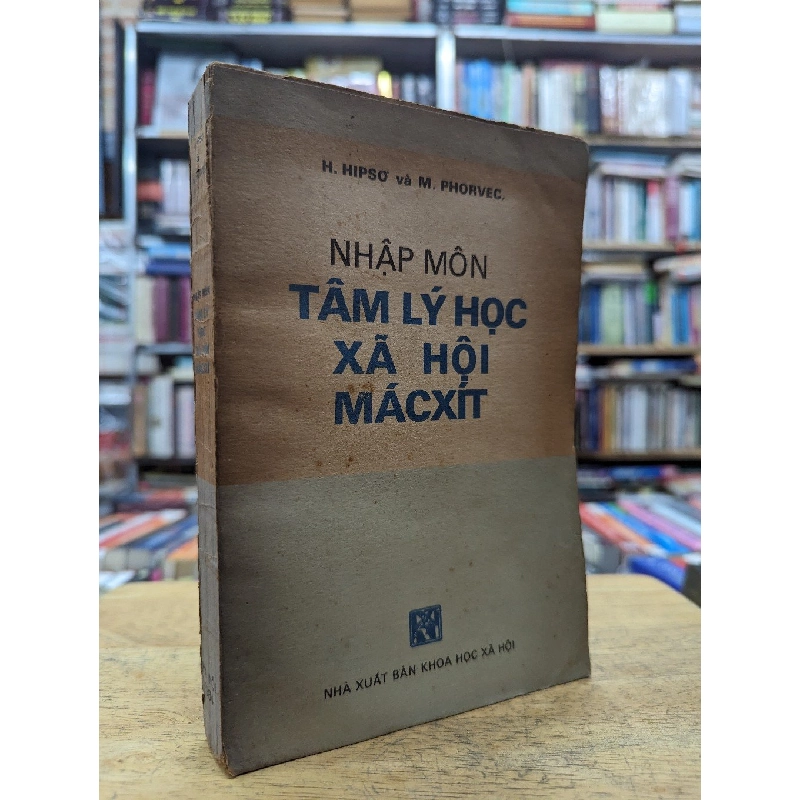 H. HIPSƠ và M. PHORVEC.
NHẬP MÔN
TÂM LÝ HỌC
XÃ HỘI
MÁCXÍT
NHÀ XUẤT BẢN KHOA HỌC XÃ HỘI